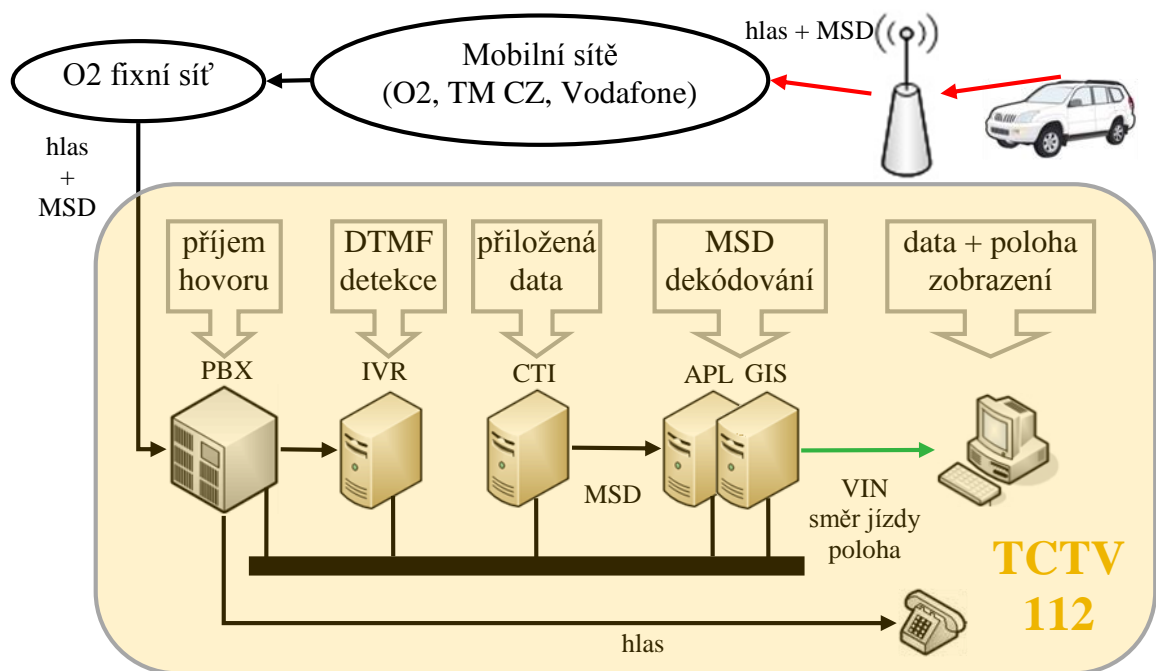 hlas + MSD
O2 fixní síť
Mobilní sítě
(O2, TM CZ, Vodafone)
hlas
+
MSD
příjem
hovoru
DTMF
detekce
přiložená
data
MSD
dekódování
data + poloha
zobrazení
PBX
IVR
CTI
APL
GIS
MSD
VIN
směr jízdy
poloha
TCTV
112
hlas